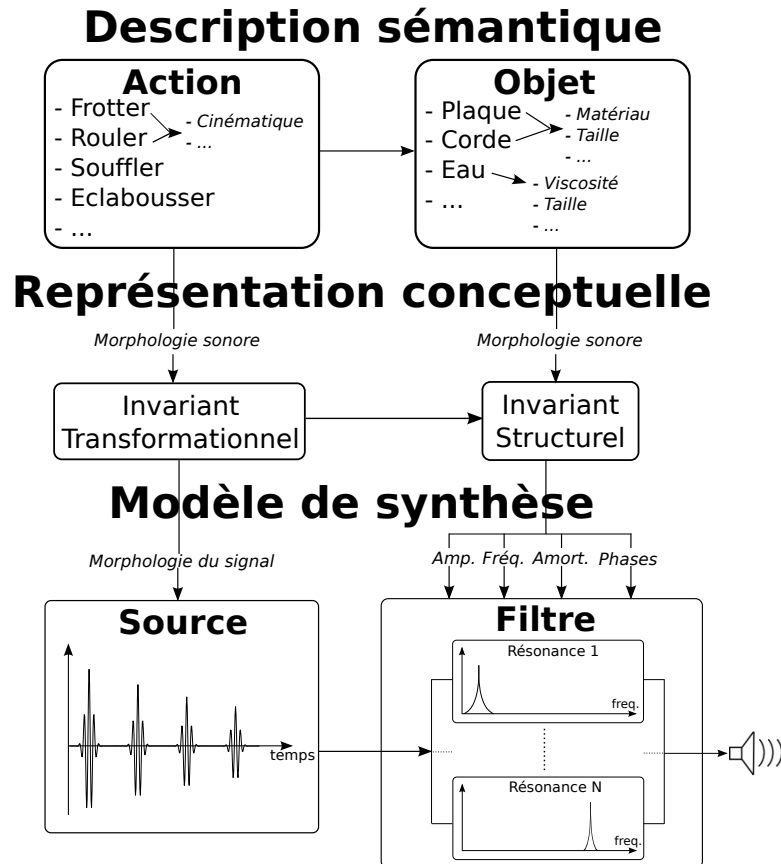 Description sémantique
Action
- Frotter
- Rouler
- Souffler
- Eclabousser
- ...
- Cinématique
- ...
Objet
- Plaque
- Corde
- Eau
- ...
- Matériau
- Taille
- ...
- Viscosité
- Taille
- ...
Représentation conceptuelle
Morphologie sonore
Morphologie sonore
Invariant
Transformationnel
Invariant
Structurel
Modèle de synthèse
Morphologie du signal
Amp. Fréq. Amort. Phases
Source
temps
Filtre
Résonance 1
freq.
Résonance N
freq.